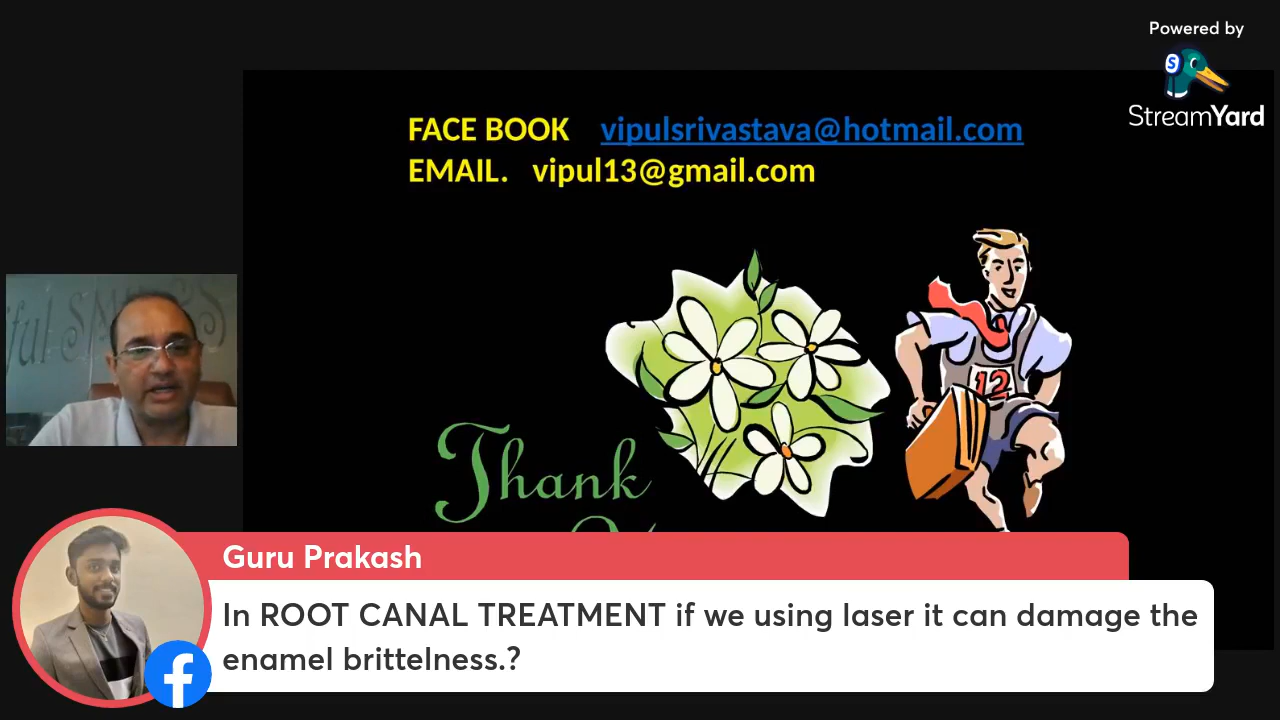 Powered by
StreamYard
FACE BOOK vipulsrivastava@hotmail.com
EMAIL. vipul13@gmail.com
12
Thank
Guru Prakash
In ROOT CANAL TREATMENT if we using laser it can damage the
enamel brittelness.?